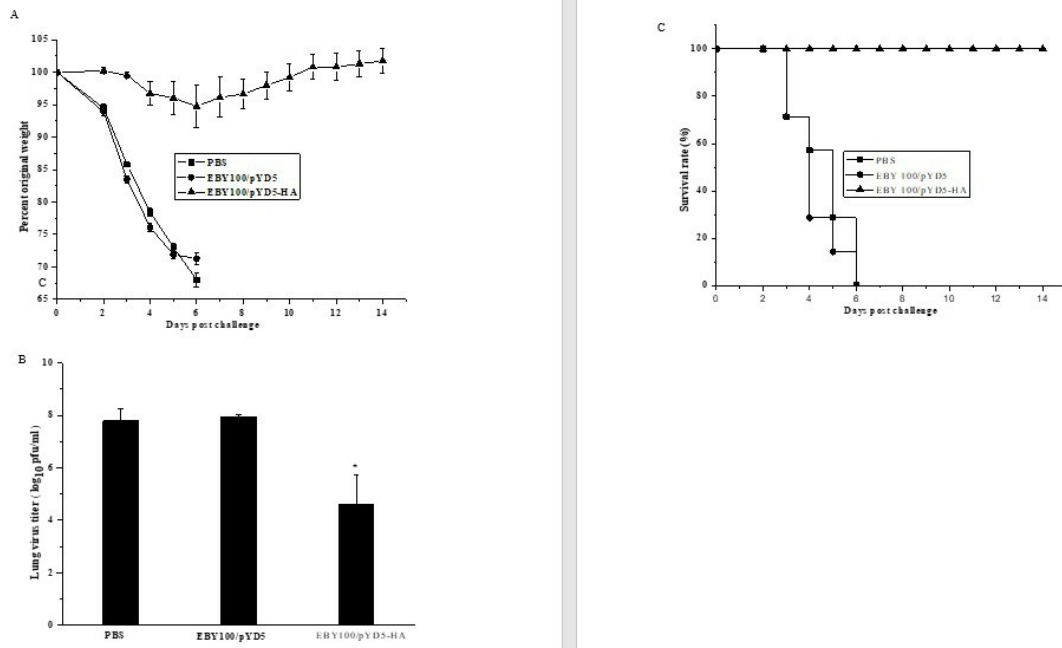 A
105
100
95
90
85
80
75
70
65
Percent original weight
C
PBS
EBY100/pYD5
EBY100/pYD5-HA
0 2 4 6 8 10 12 14
Days post challenge
B
10
8
6
4
2
0
Lung virus titer ( log10 pfu/ml)
*
PBS EBY100/pYD5 EBY100/pYD5-HA
C
100
80
60
40
20
0
Survival rate (%)
PBS
EBY 100/pYD5
EBY 100/pYD5-HA
0 2 4 6 8 10 12 14
Days post challenge